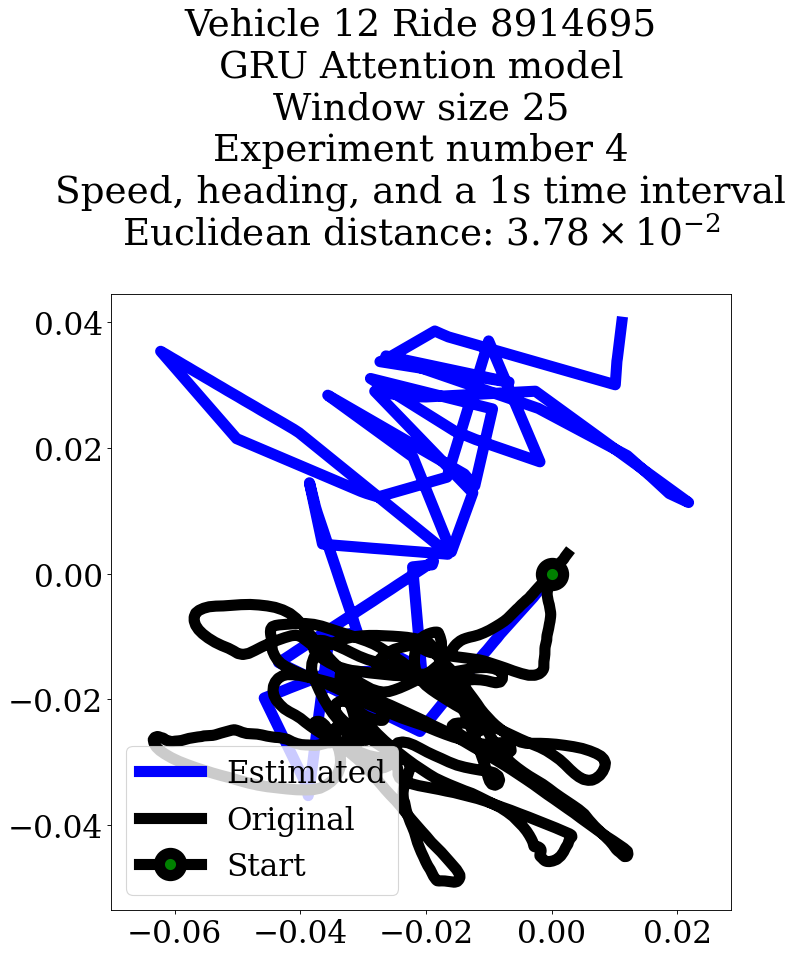 Vehicle 12 Ride 8914695
GRU Attention model
Window size 25
Experiment number 4
Speed, heading, and a 1s time interval
Euclidean distance: 3.78 × 10⁻²
0.04
0.02
0.00
−0.02
−0.04
Estimated
Original
Start
−0.06 −0.04 −0.02 0.00 0.02